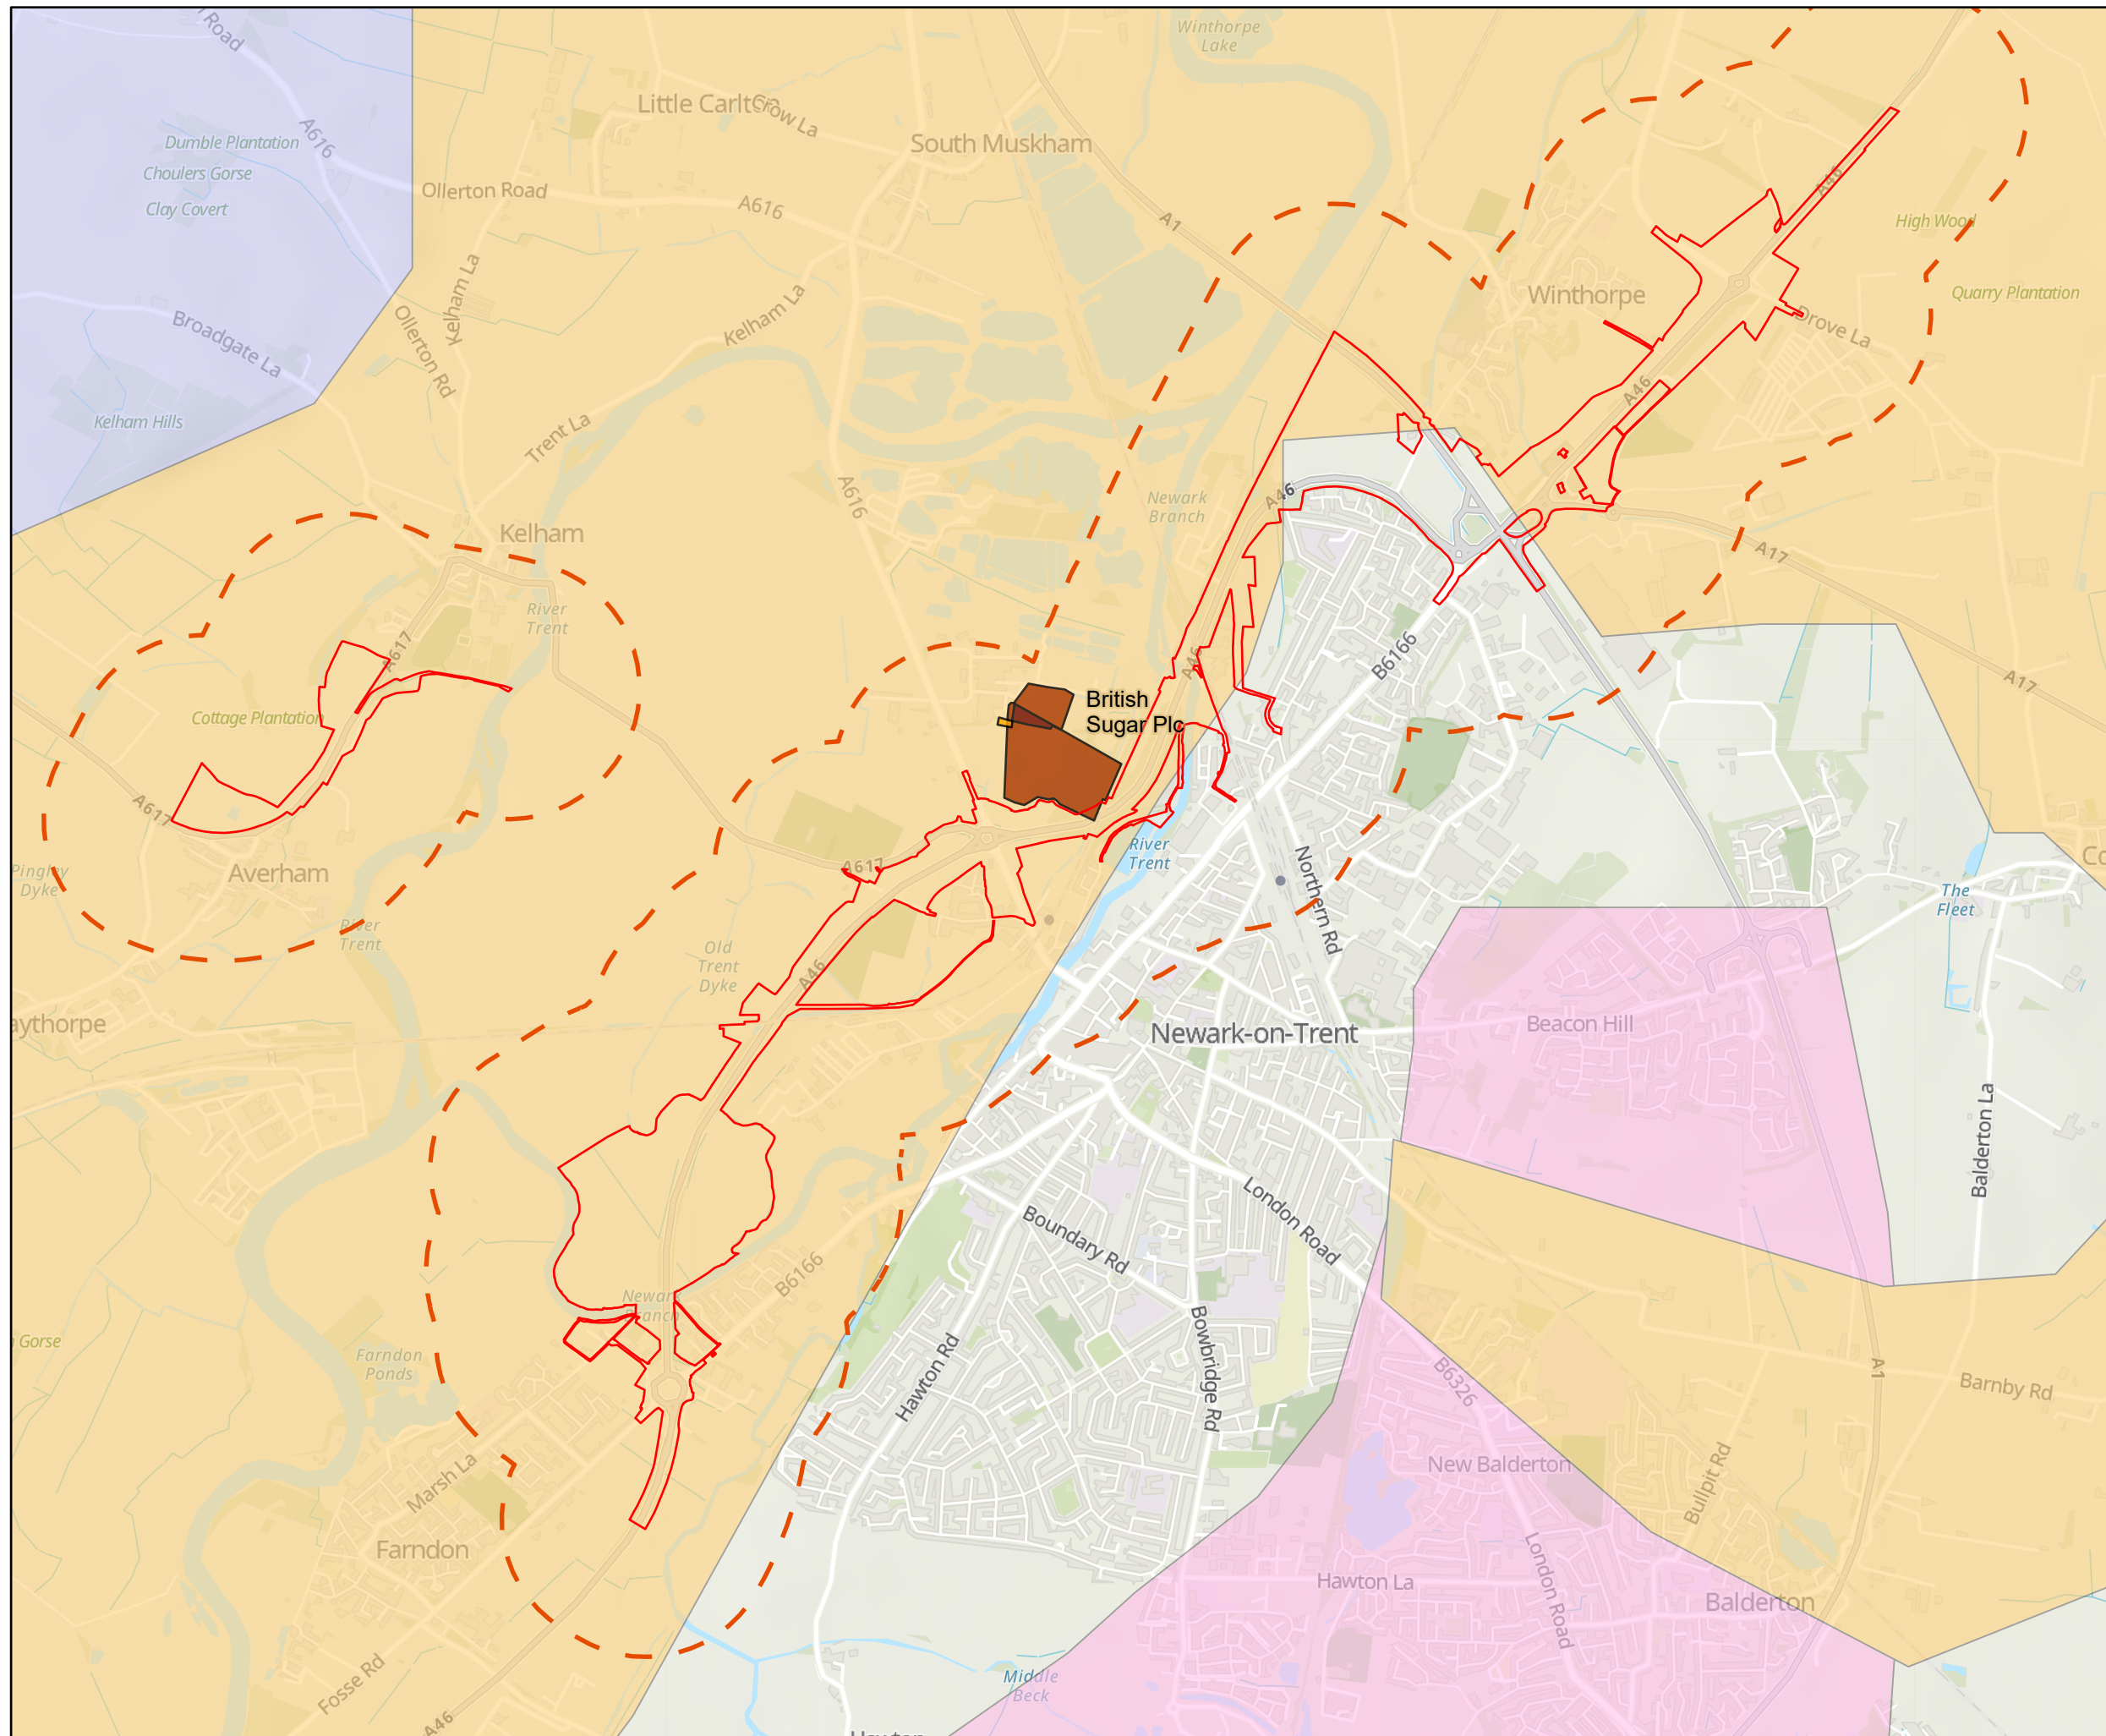 Road
A616
Dumble Plantation
Choulers Gorse
Clay Covert
Ollerton Road
Little Carlt
Crow La
South Muskham
A616
Winthorpe
Lake
A1
A46
High Wood
Quarry Plantation
Winthorpe
Drove La
Kelham La
Kelham La
Broadgate La
Ollerton Rd
Kelham Hills
Trent La
A46
A616
Newark
Branch
A46
Kelham
A17
River
Trent
A617
B6166
A46
A17
Cottage Plantation
British
Sugar Plc
A617
River
Trent
Pingley
Dyke
Averham
A617
Northern Rd
The
Fleet
Co
River
Trent
Old
Trent
Dyke
A46
aythorpe
Newark-on-Trent
Beacon Hill
Balderton La
London Road
Boundary Rd
B6166
Newark
Branch
Gorse
Farndon
Ponds
Hawton Rd
Bowbridge Rd
B6326
A1
Barnby Rd
Marsh La
New Balderton
Bullpit Rd
Farndon
Hawton La
London Road
Balderton
Fosse Rd
Middle
Beck
A46